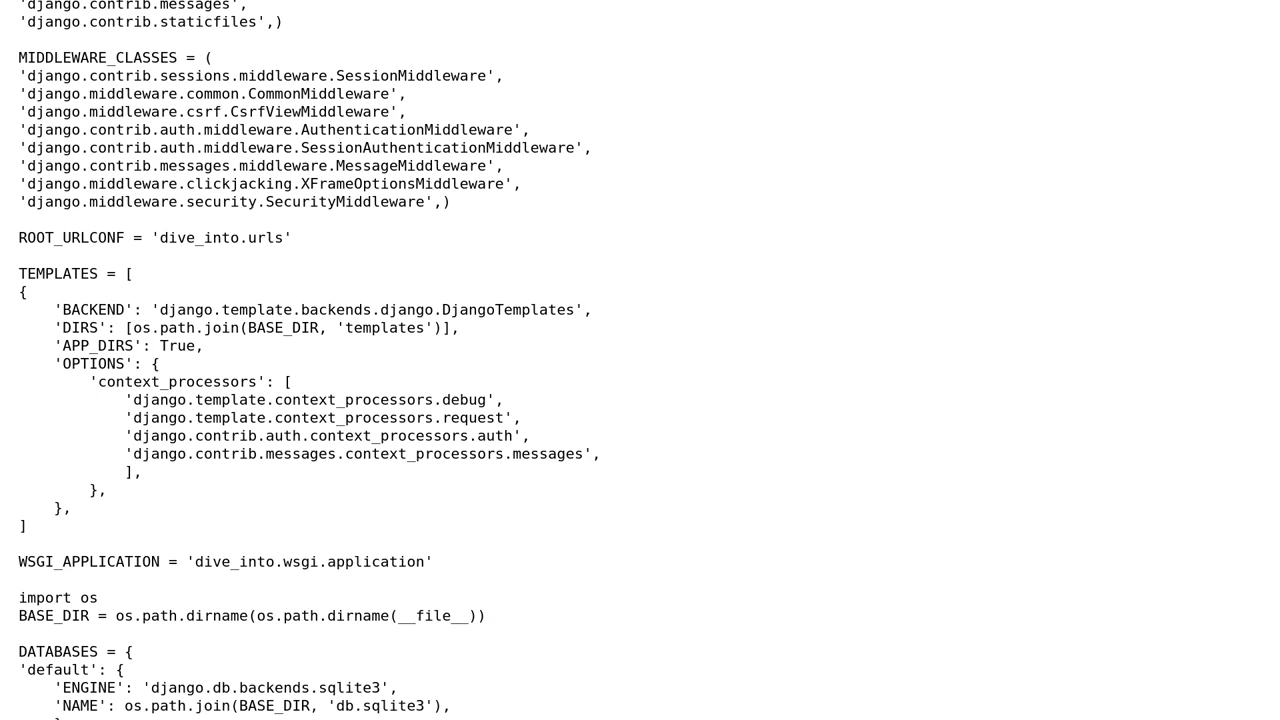 'django.contrib.messages',
'django.contrib.staticfiles',)

MIDDLEWARE_CLASSES = (
'django.contrib.sessions.middleware.SessionMiddleware',
'django.middleware.common.CommonMiddleware',
'django.middleware.csrf.CsrfViewMiddleware',
'django.contrib.auth.middleware.AuthenticationMiddleware',
'django.contrib.auth.middleware.SessionAuthenticationMiddleware',
'django.contrib.messages.middleware.MessageMiddleware',
'django.middleware.clickjacking.XFrameOptionsMiddleware',
'django.middleware.security.SecurityMiddleware',)

ROOT_URLCONF = 'dive_into.urls'

TEMPLATES = [
{
    'BACKEND': 'django.template.backends.django.DjangoTemplates',
    'DIRS': [os.path.join(BASE_DIR, 'templates')],
    'APP_DIRS': True,
    'OPTIONS': {
        'context_processors': [
            'django.template.context_processors.debug',
            'django.template.context_processors.request',
            'django.contrib.auth.context_processors.auth',
            'django.contrib.messages.context_processors.messages',
            ],
        },
    },
]

WSGI_APPLICATION = 'dive_into.wsgi.application'

import os
BASE_DIR = os.path.dirname(os.path.dirname(__file__))

DATABASES = {
'default': {
    'ENGINE': 'django.db.backends.sqlite3',
    'NAME': os.path.join(BASE_DIR, 'db.sqlite3'),
    }